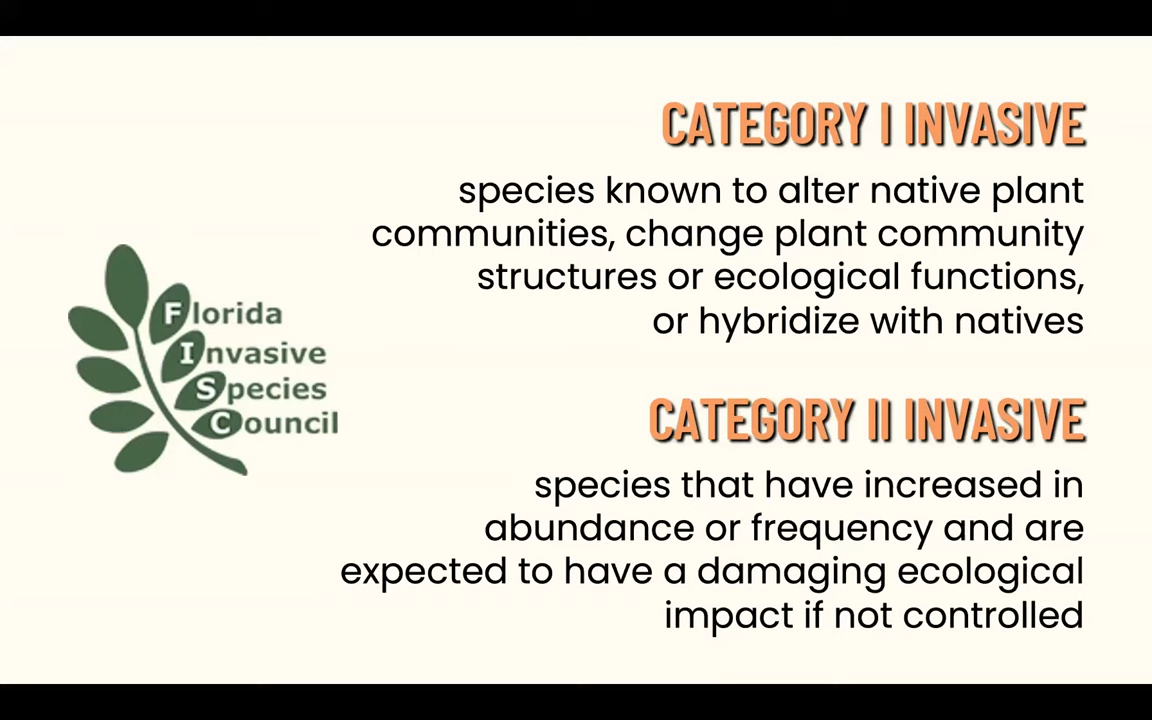 CATEGORY I INVASIVE
species known to alter native plant
communities, change plant community
structures or ecological functions,
or hybridize with natives
Florida
Invasive
Species
Council
CATEGORY II INVASIVE
species that have increased in
abundance or frequency and are
expected to have a damaging ecological
impact if not controlled